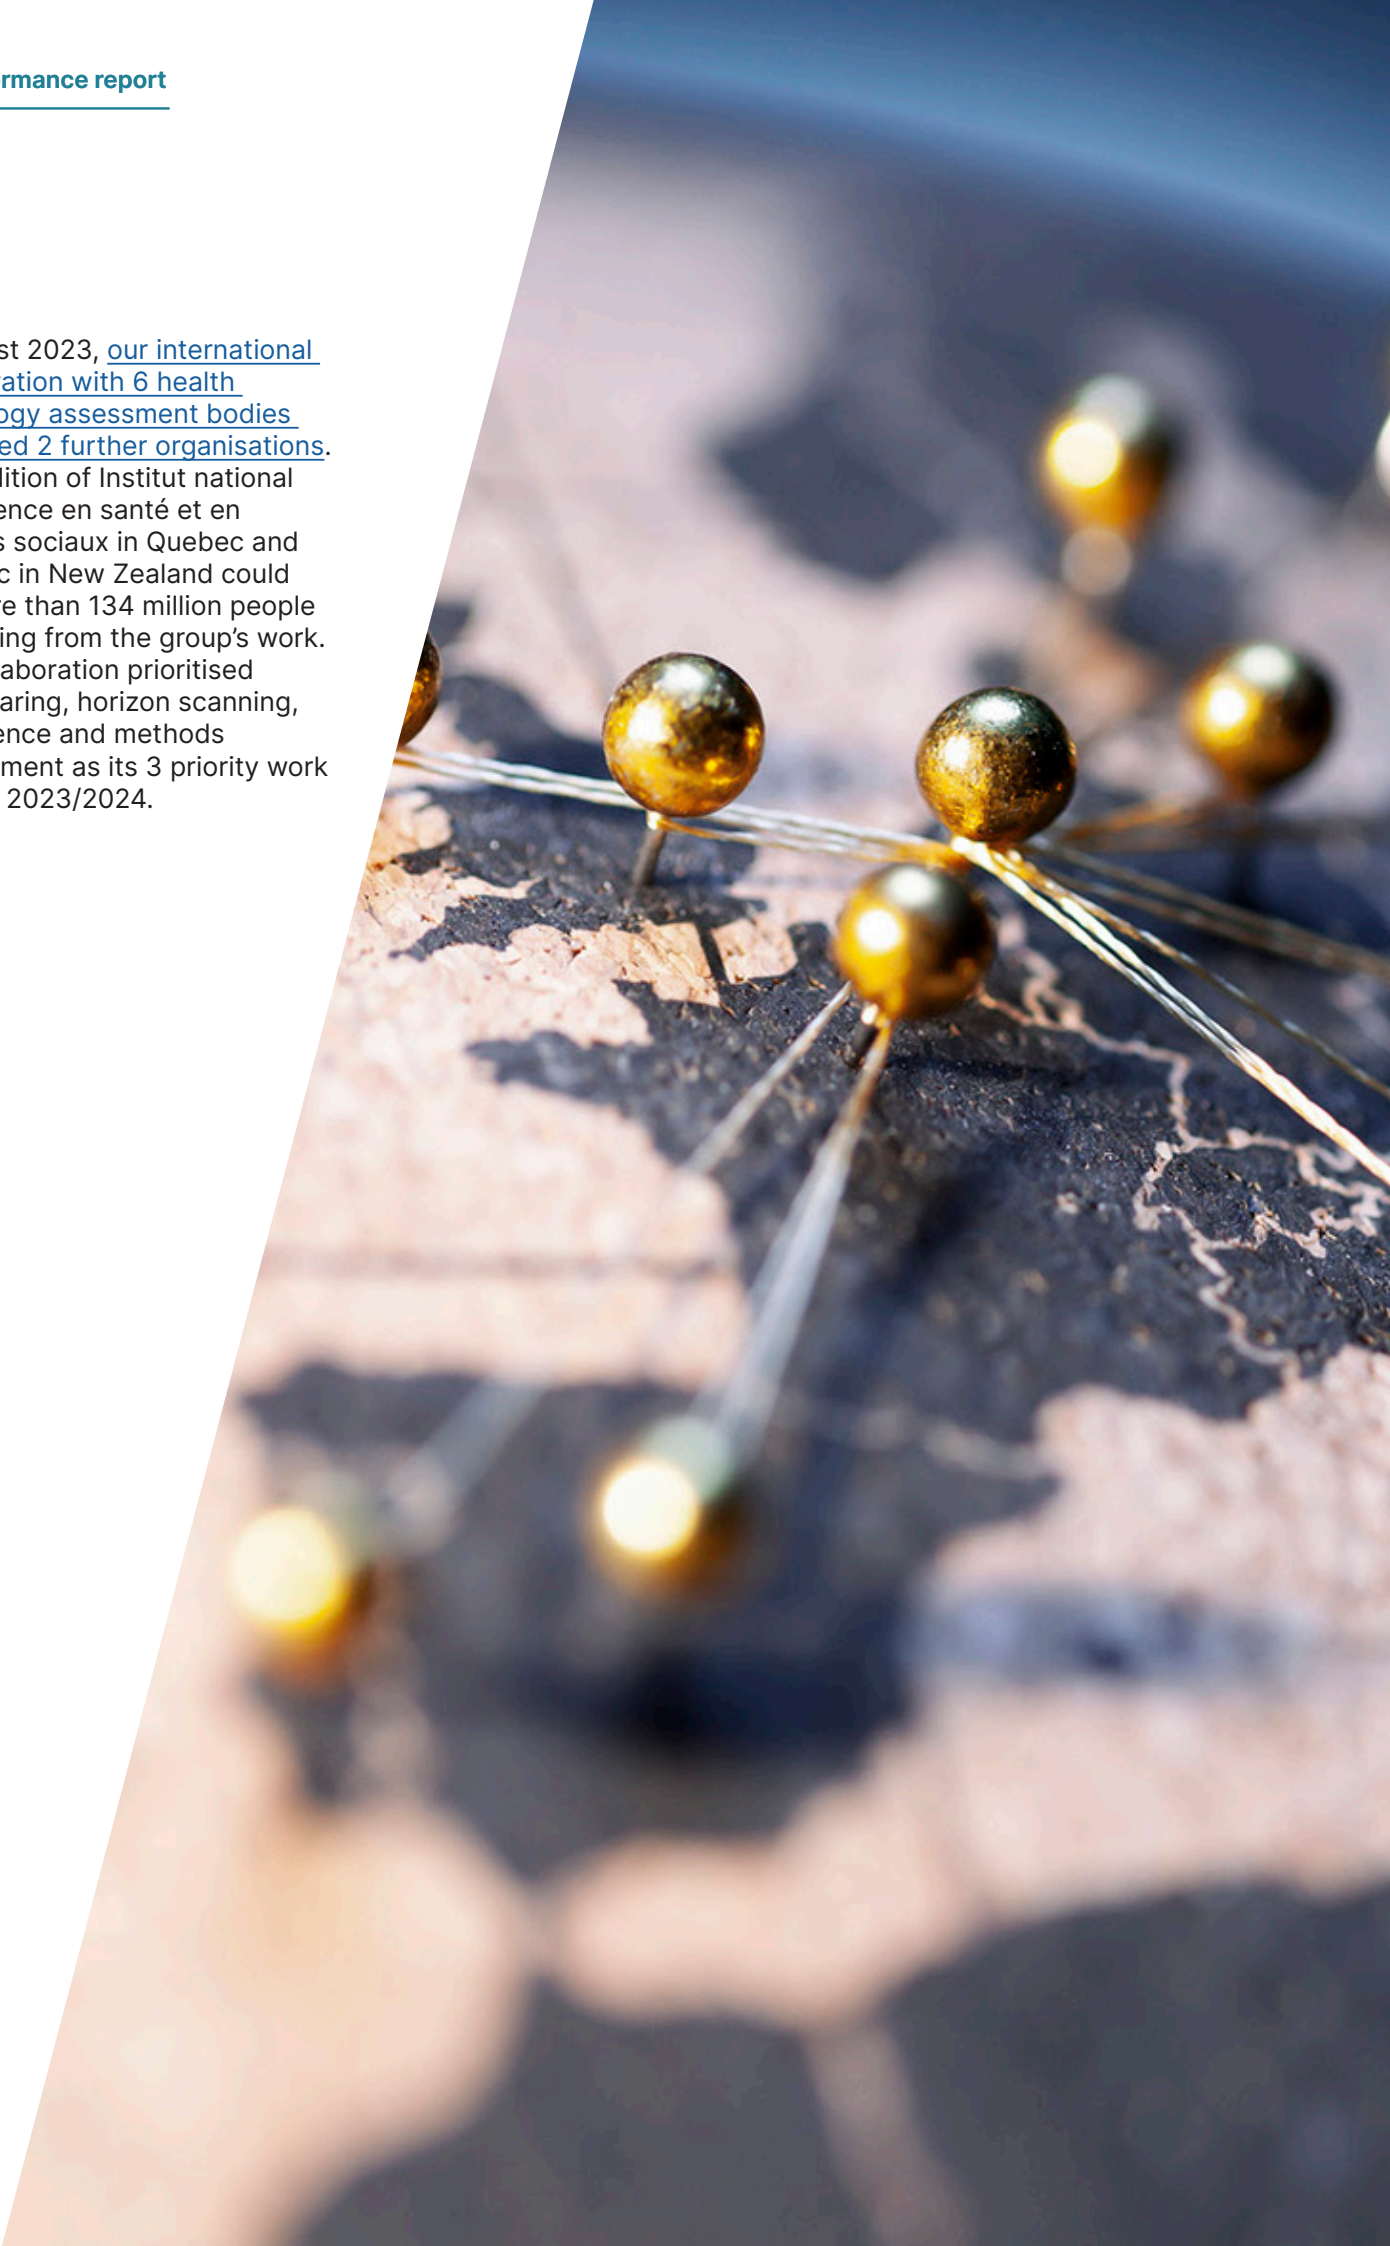 rmance report
st 2023, our international
ration with 6 health
ogy assessment bodies
ed 2 further organisations.
lition of Institut national
ence en santé et en
s sociaux in Quebec and
c in New Zealand could
re than 134 million people
ing from the group’s work.
aboration prioritised
aring, horizon scanning,
ence and methods
ment as its 3 priority work
2023/2024.